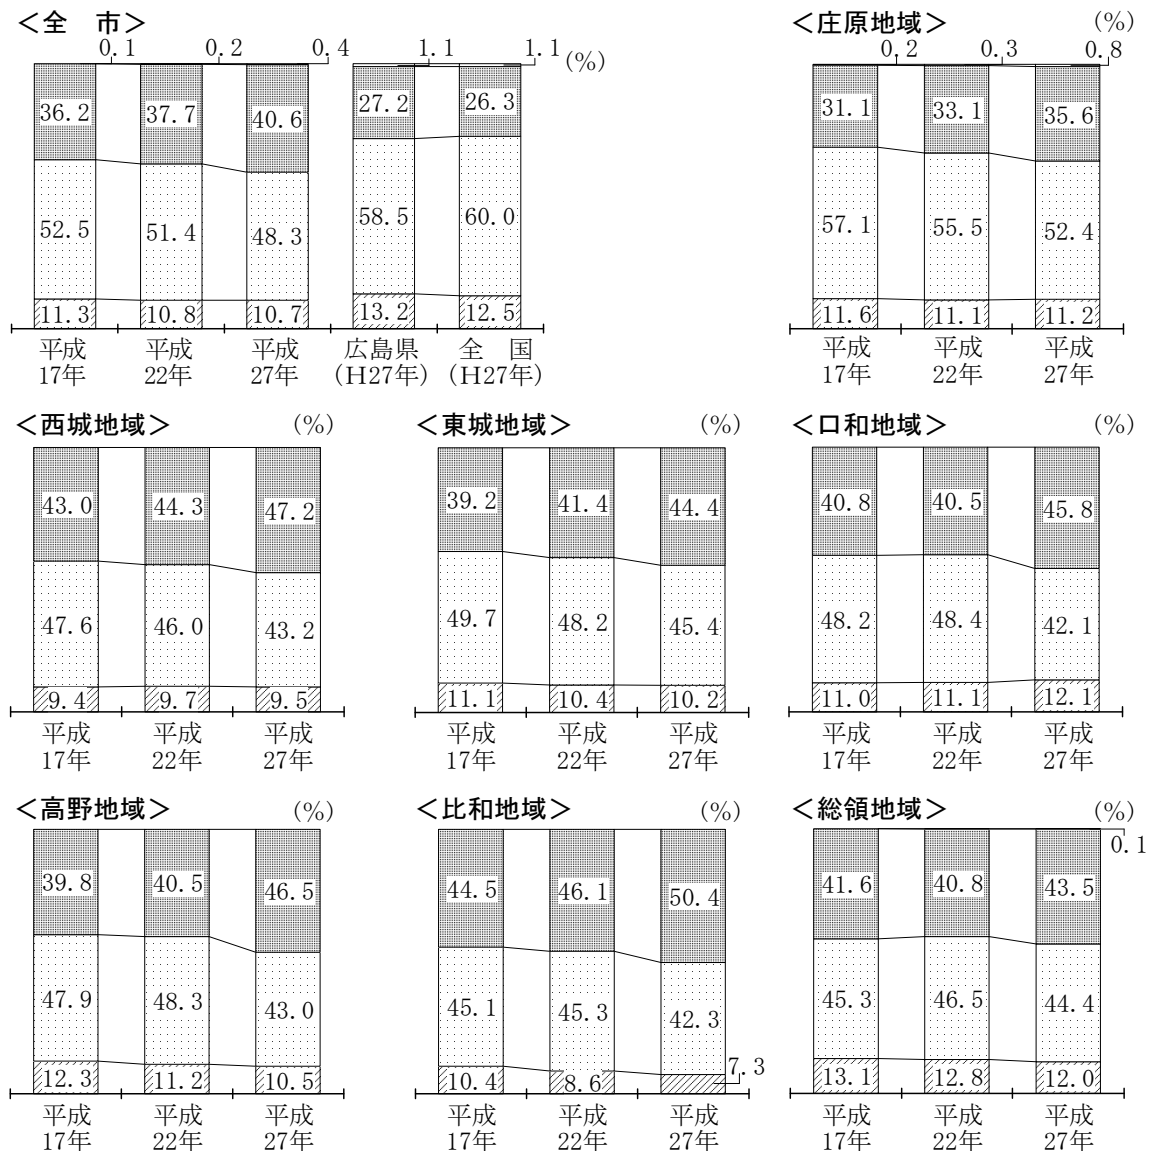 ＜全　市＞
0.1 0.2 0.4 1.1 1.1 (%)
36.2 37.7 40.6 27.2 26.3
52.5 51.4 48.3 58.5 60.0
11.3 10.8 10.7 13.2 12.5
平成 平成 平成 広島県 全　国
17年 22年 27年 (H27年) (H27年)
＜庄原地域＞ (%)
0.2 0.3 0.8
31.1 33.1 35.6
57.1 55.5 52.4
11.6 11.1 11.2
平成 平成 平成
17年 22年 27年
＜西城地域＞ (%)
43.0 44.3 47.2
47.6 46.0 43.2
9.4 9.7 9.5
平成 平成 平成
17年 22年 27年
＜東城地域＞ (%)
39.2 41.4 44.4
49.7 48.2 45.4
11.1 10.4 10.2
平成 平成 平成
17年 22年 27年
＜口和地域＞ (%)
40.8 40.5 45.8
48.2 48.4 42.1
11.0 11.1 12.1
平成 平成 平成
17年 22年 27年
＜高野地域＞ (%)
39.8 40.5 46.5
47.9 48.3 43.0
12.3 11.2 10.5
平成 平成 平成
17年 22年 27年
＜比和地域＞ (%)
44.5 46.1 50.4
45.1 45.3 42.3
10.4 8.6 7.3
平成 平成 平成
17年 22年 27年
＜総領地域＞ (%)
0.1
41.6 40.8 43.5
45.3 46.5 44.4
13.1 12.8 12.0
平成 平成 平成
17年 22年 27年